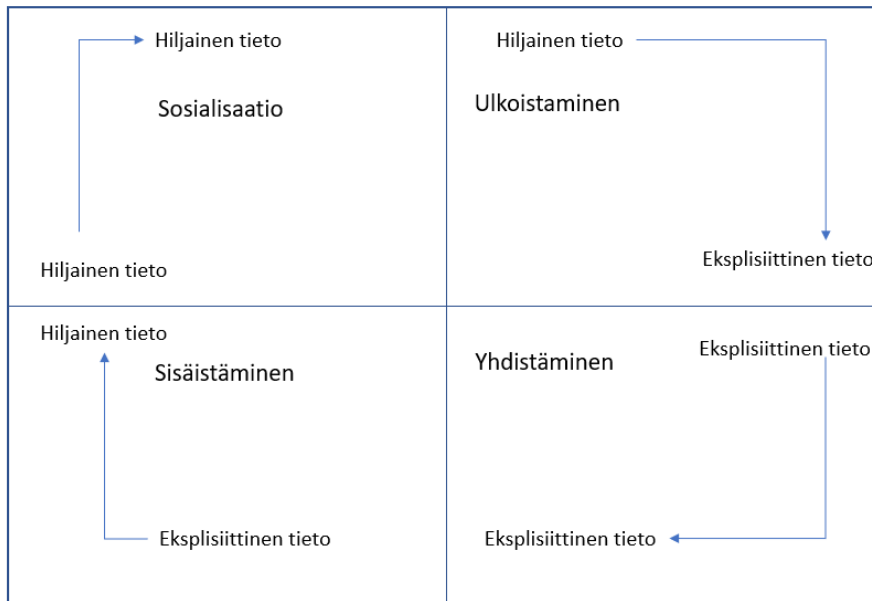 Hiljainen tieto
Sosialisaatio
Hiljainen tieto
Hiljainen tieto
Ulkoistaminen
Eksplisiittinen tieto
Hiljainen tieto
Sisäistäminen
Eksplisiittinen tieto
Eksplisiittinen tieto
Yhdistäminen
Eksplisiittinen tieto